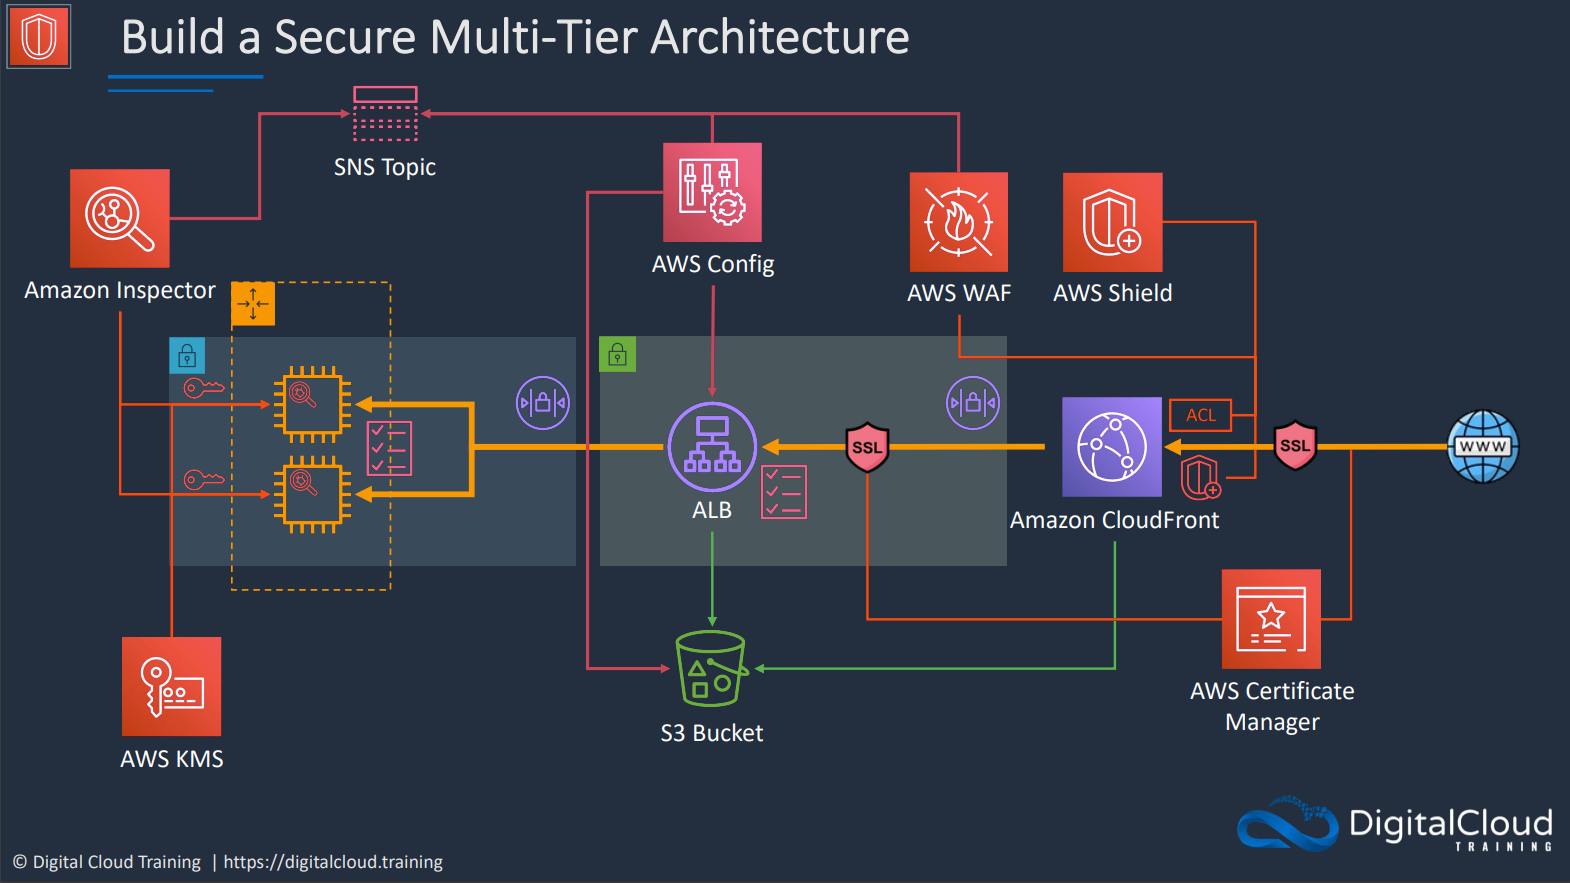 Build a Secure Multi-Tier Architecture
SNS Topic
Amazon Inspector
AWS Config
AWS WAF
AWS Shield
ACL
SSL
SSL
WWW
ALB
Amazon CloudFront
S3 Bucket
AWS KMS
AWS Certificate
Manager
DigitalCloud
TRAINING
© Digital Cloud Training | https://digitalcloud.training